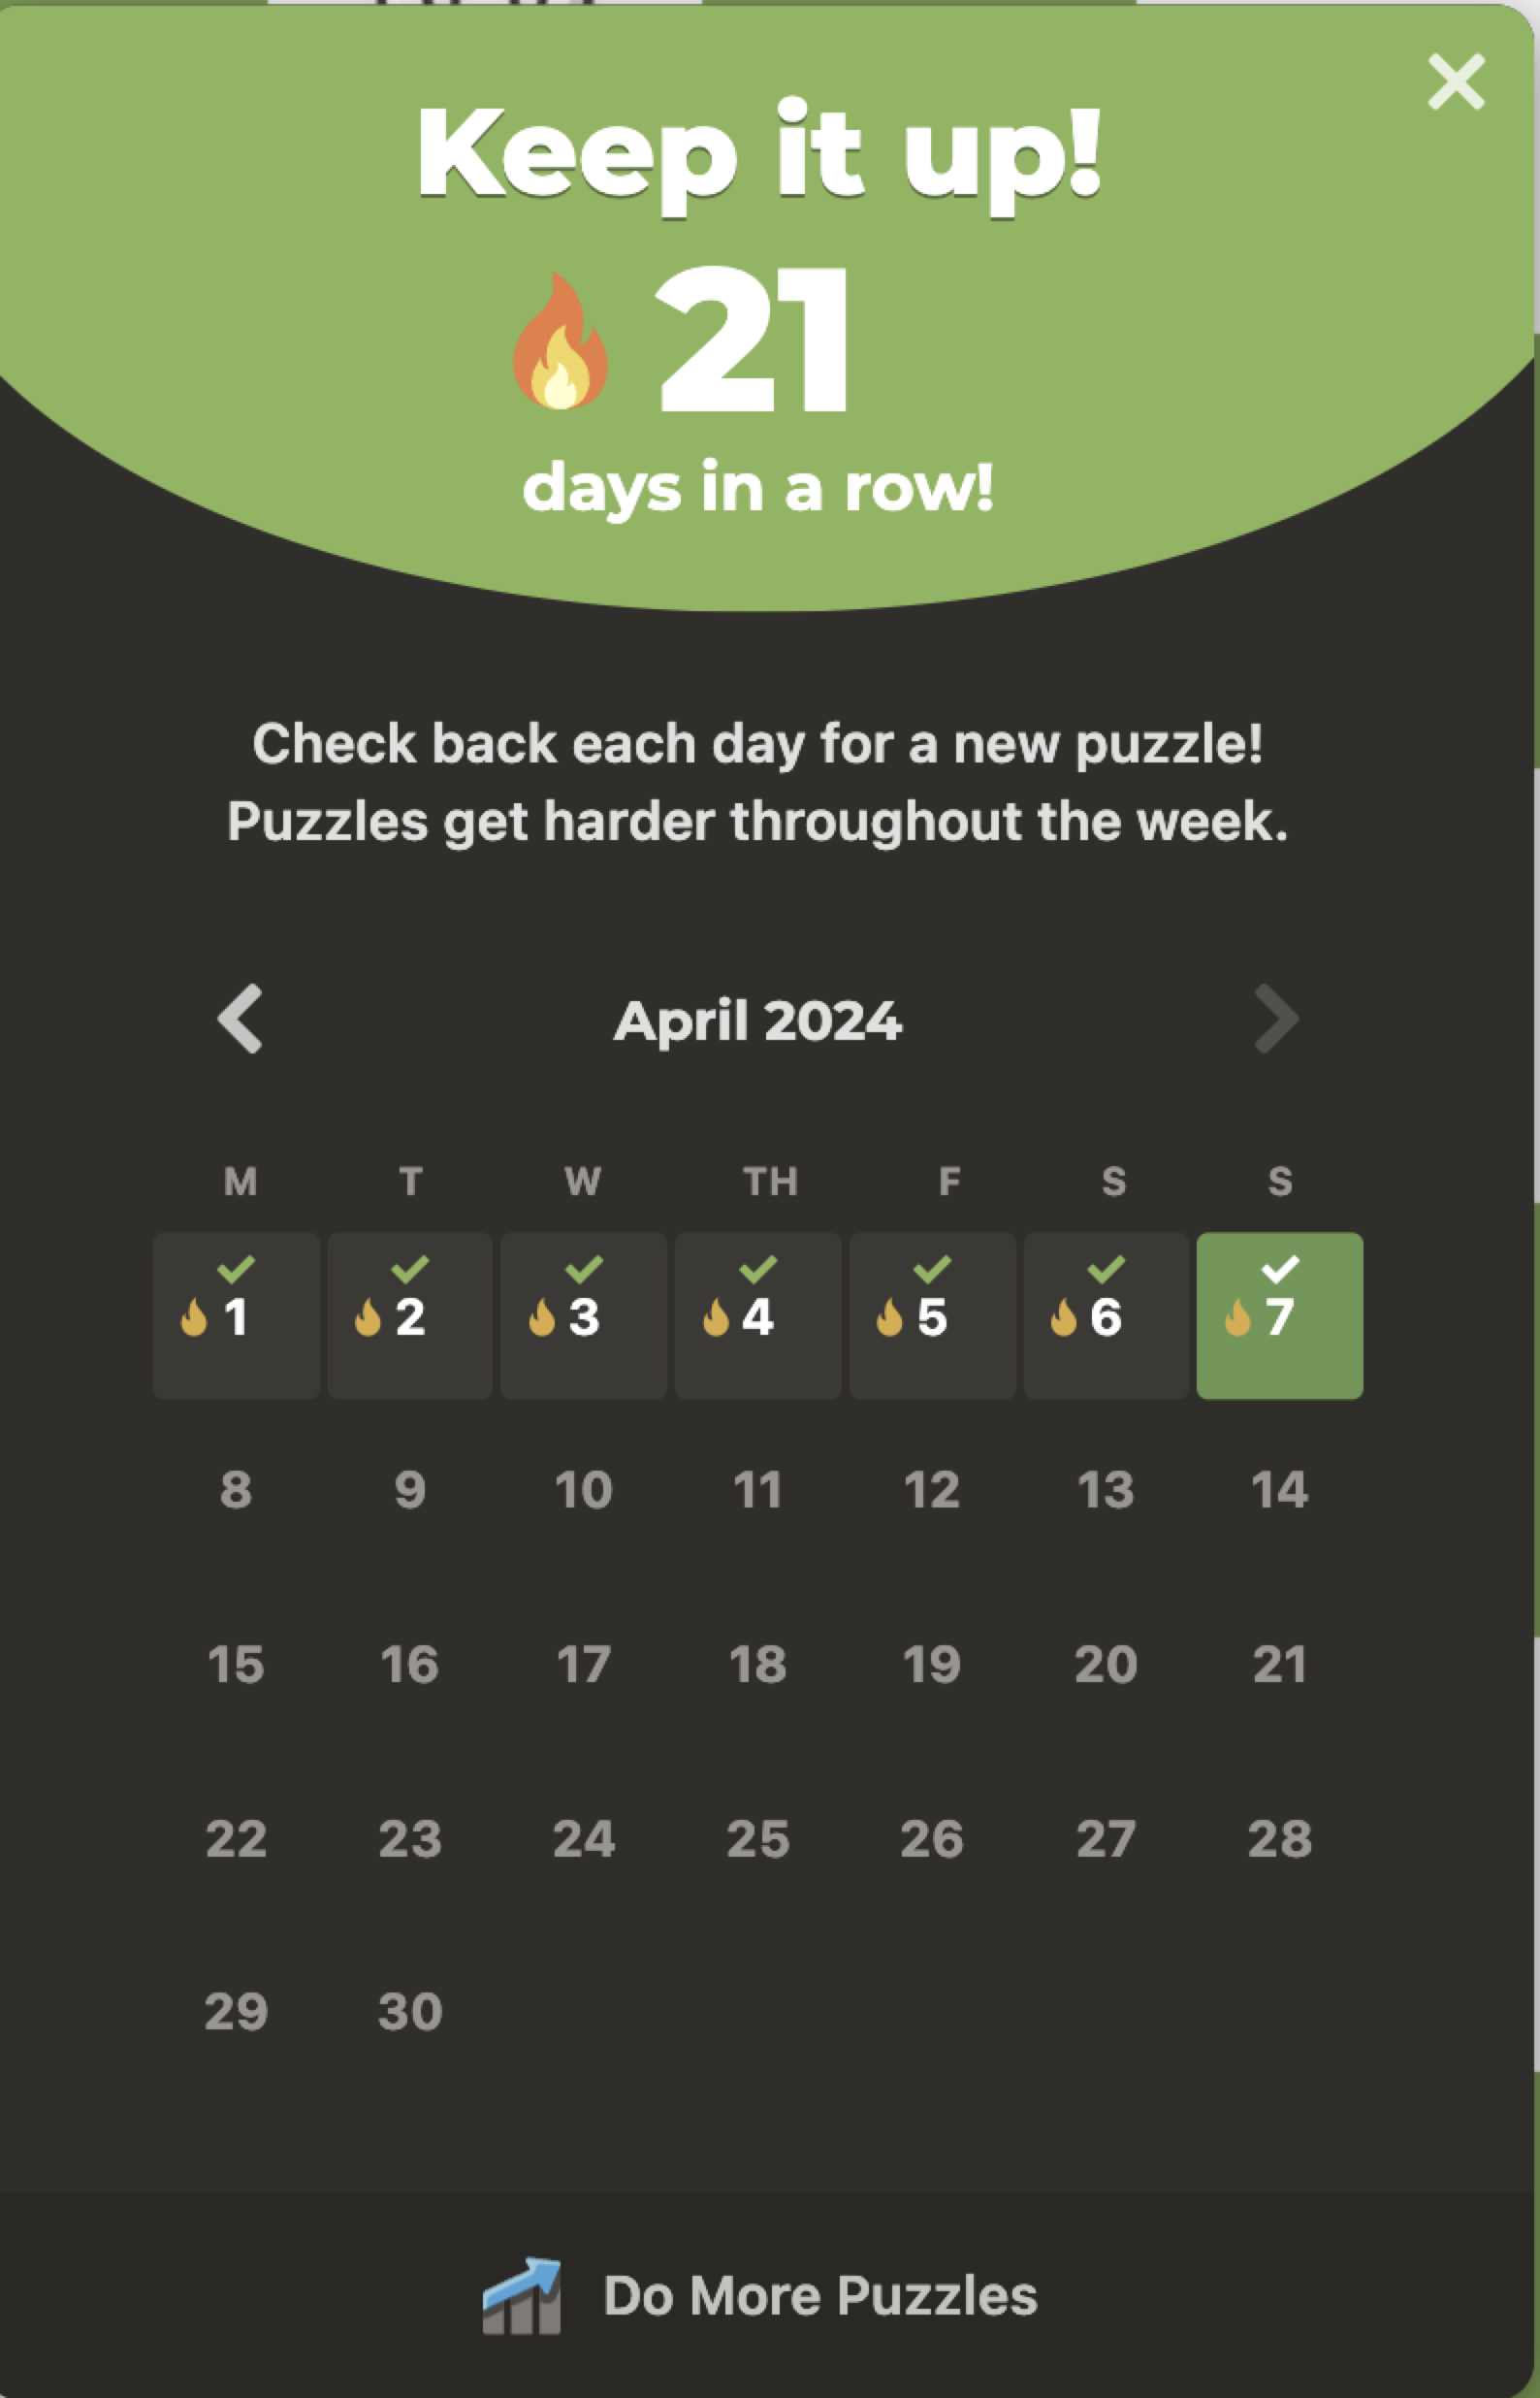 Keep it up!
21
days in a row!
Check back each day for a new puzzle!
Puzzles get harder throughout the week.
April 2024
M T W TH F S S
1 2 3 4 5 6 7
8 9 10 11 12 13 14
15 16 17 18 19 20 21
22 23 24 25 26 27 28
29 30
Do More Puzzles